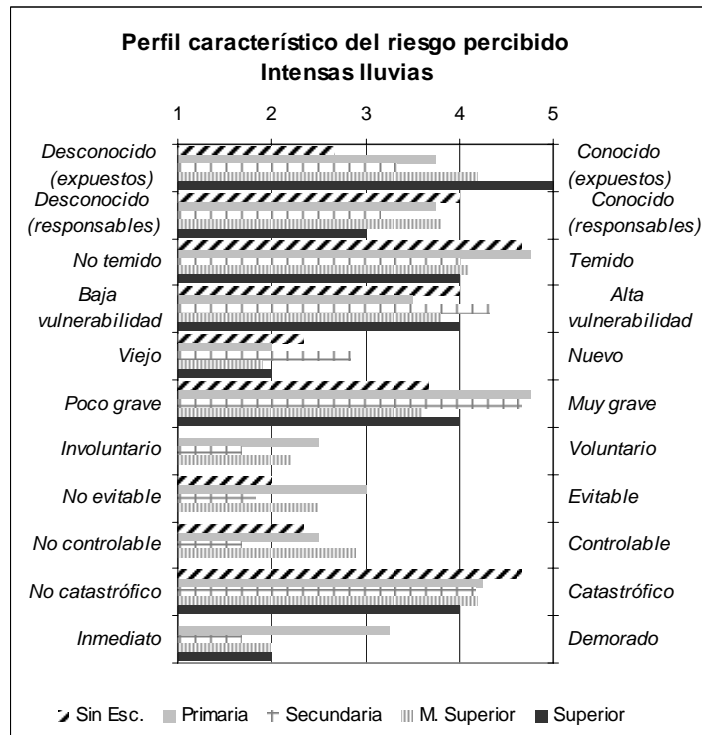 Perfil característico del riesgo percibido
Intensas lluvias
1 2 3 4 5
Desconocido (expuestos)
Conocido (expuestos)
Desconocido (responsables)
Conocido (responsables)
No temido
Temido
Baja vulnerabilidad
Alta vulnerabilidad
Viejo
Nuevo
Poco grave
Muy grave
Involuntario
Voluntario
No evitable
Evitable
No controlable
Controlable
No catastrófico
Catastrófico
Inmediato
Demorado
Sin Esc. Primaria Secundaria M. Superior Superior